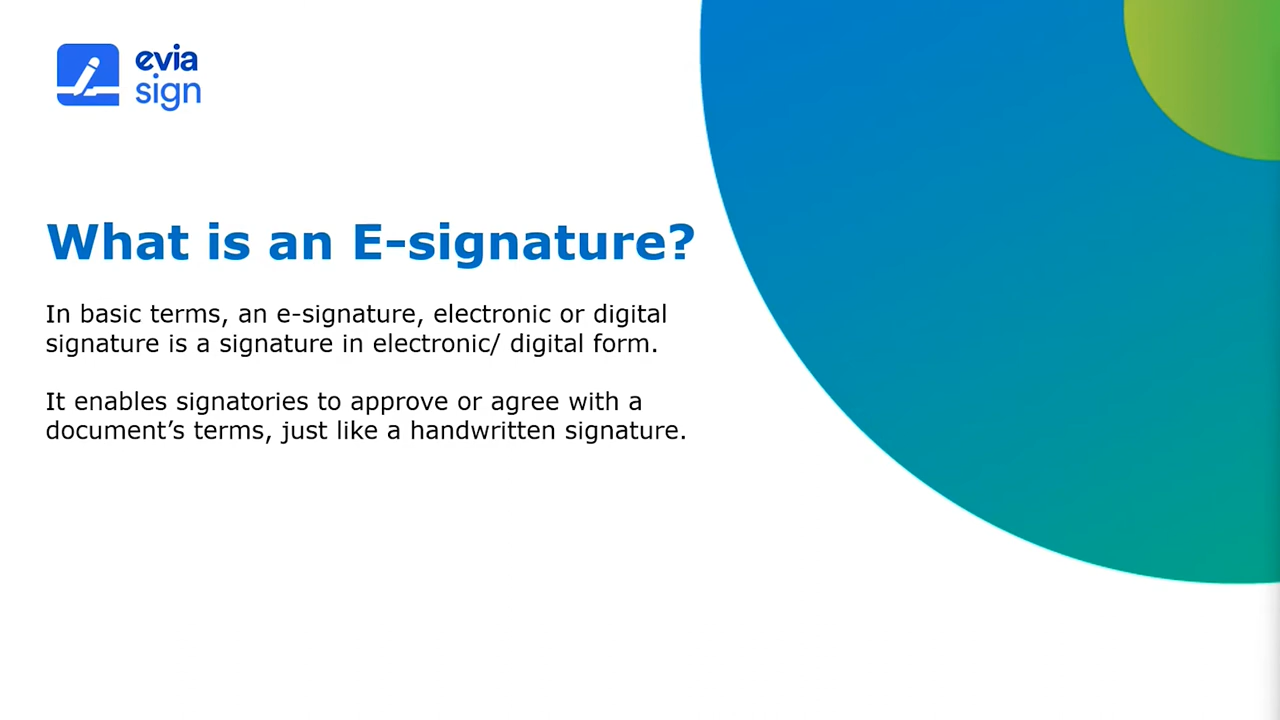 evia
sign
What is an E-signature?
In basic terms, an e-signature, electronic or digital
signature is a signature in electronic/ digital form.
It enables signatories to approve or agree with a
document’s terms, just like a handwritten signature.